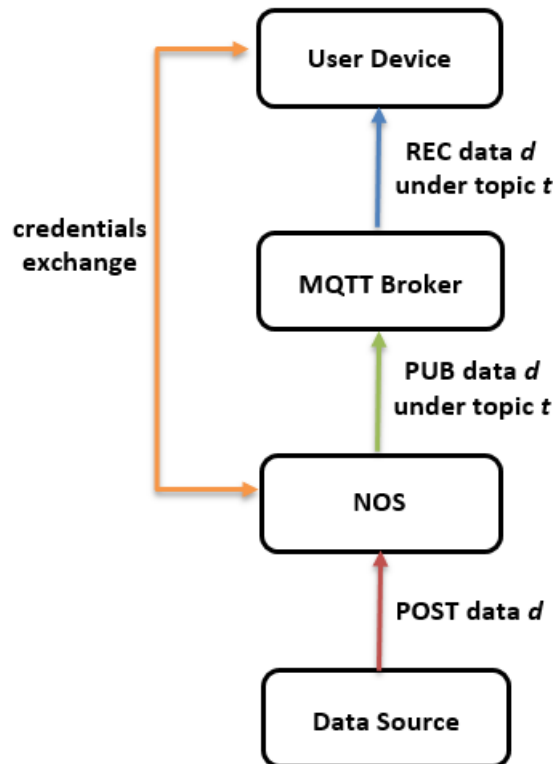 User Device
REC data d
under topic t
credentials
exchange
MQTT Broker
PUB data d
under topic t
NOS
POST data d
Data Source